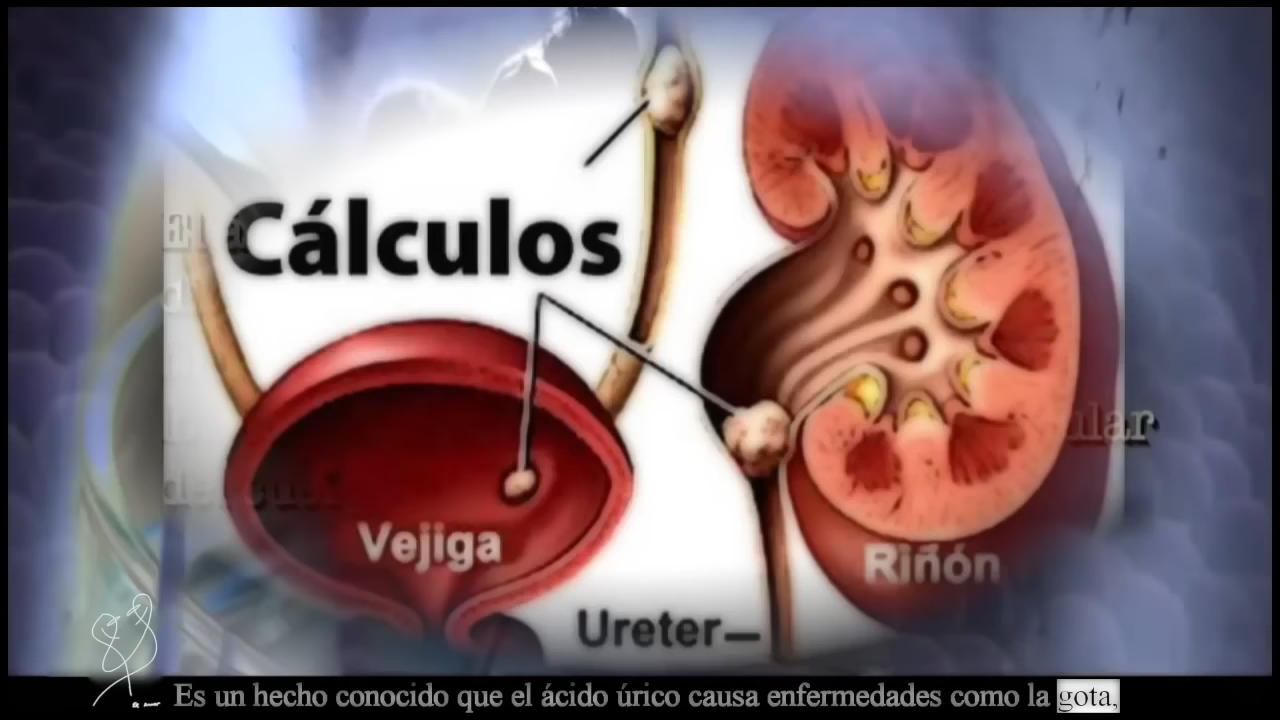 Cálculos
Vejiga
Riñón
Ureter
Es un hecho conocido que el ácido úrico causa enfermedades como la gota,